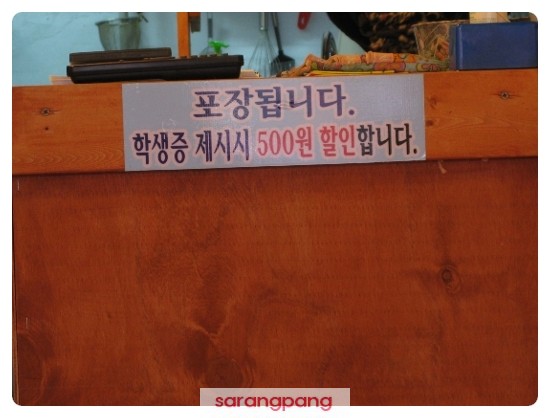 포장됩니다.
학생증 제시시 500원 할인합니다.
sarangpang